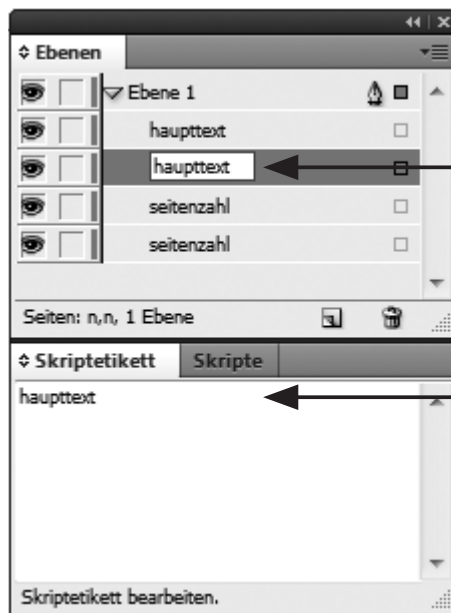 Ebenen
Ebene 1
haupttext
haupttext
seitenzahl
seitenzahl
Seiten: n,n, 1 Ebene
Skriptetikett Skripte
haupttext
Skriptetikett bearbeiten.